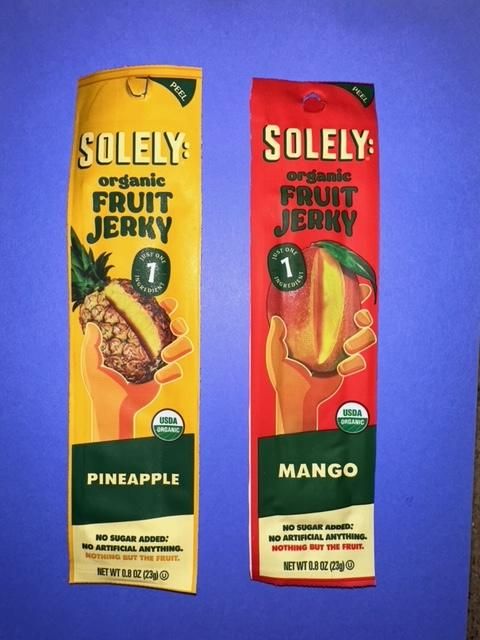 PEEL
SOLELY:
organic
FRUIT
JERKY
JUST ONE
1
INGREDIENT
USDA
ORGANIC
PINEAPPLE
NO SUGAR ADDED.*
NO ARTIFICIAL ANYTHING.
NOTHING BUT THE FRUIT.
NET WT 0.8 OZ (23g) U
PEEL
SOLELY:
organic
FRUIT
JERKY
JUST ONE
1
INGREDIENT
USDA
ORGANIC
MANGO
NO SUGAR ADDED.*
NO ARTIFICIAL ANYTHING.
NOTHING BUT THE FRUIT.
NET WT 0.8 OZ (23g) U